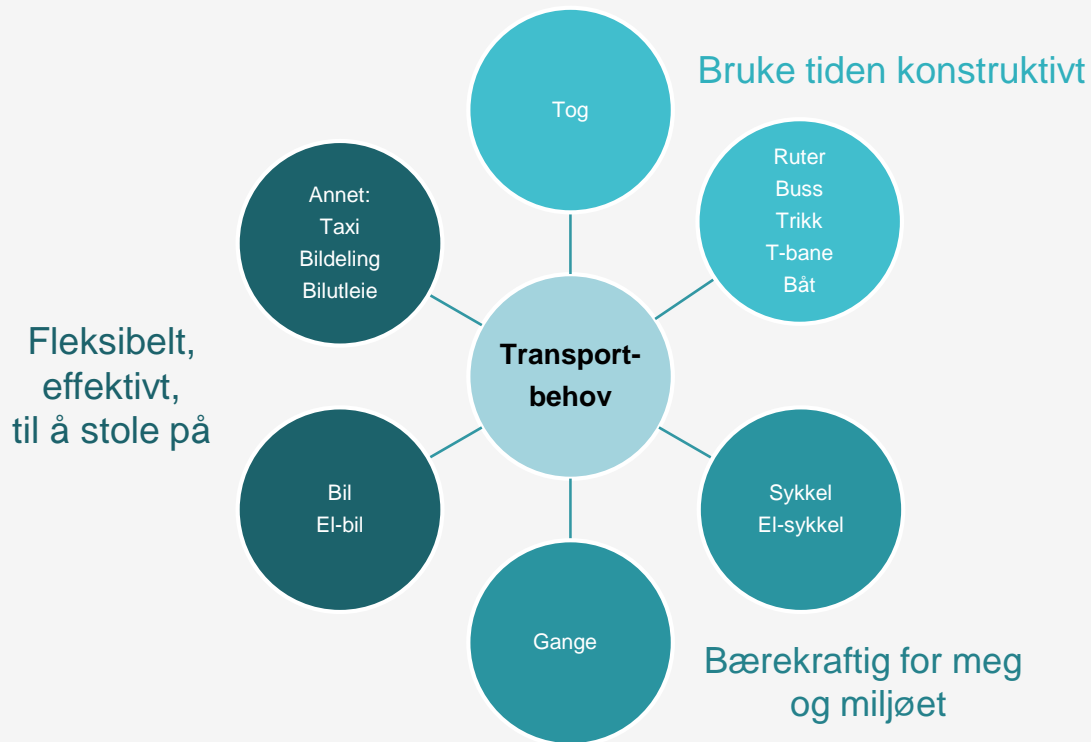 Bruke tiden konstruktivt
Tog
Ruter
Buss
Trikk
T-bane
Båt
Annet:
Taxi
Bildeling
Bilutleie
Fleksibelt,
effektivt,
til å stole på
Transport-
behov
Bil
El-bil
Sykkel
El-sykkel
Gange
Bærekraftig for meg
og miljøet